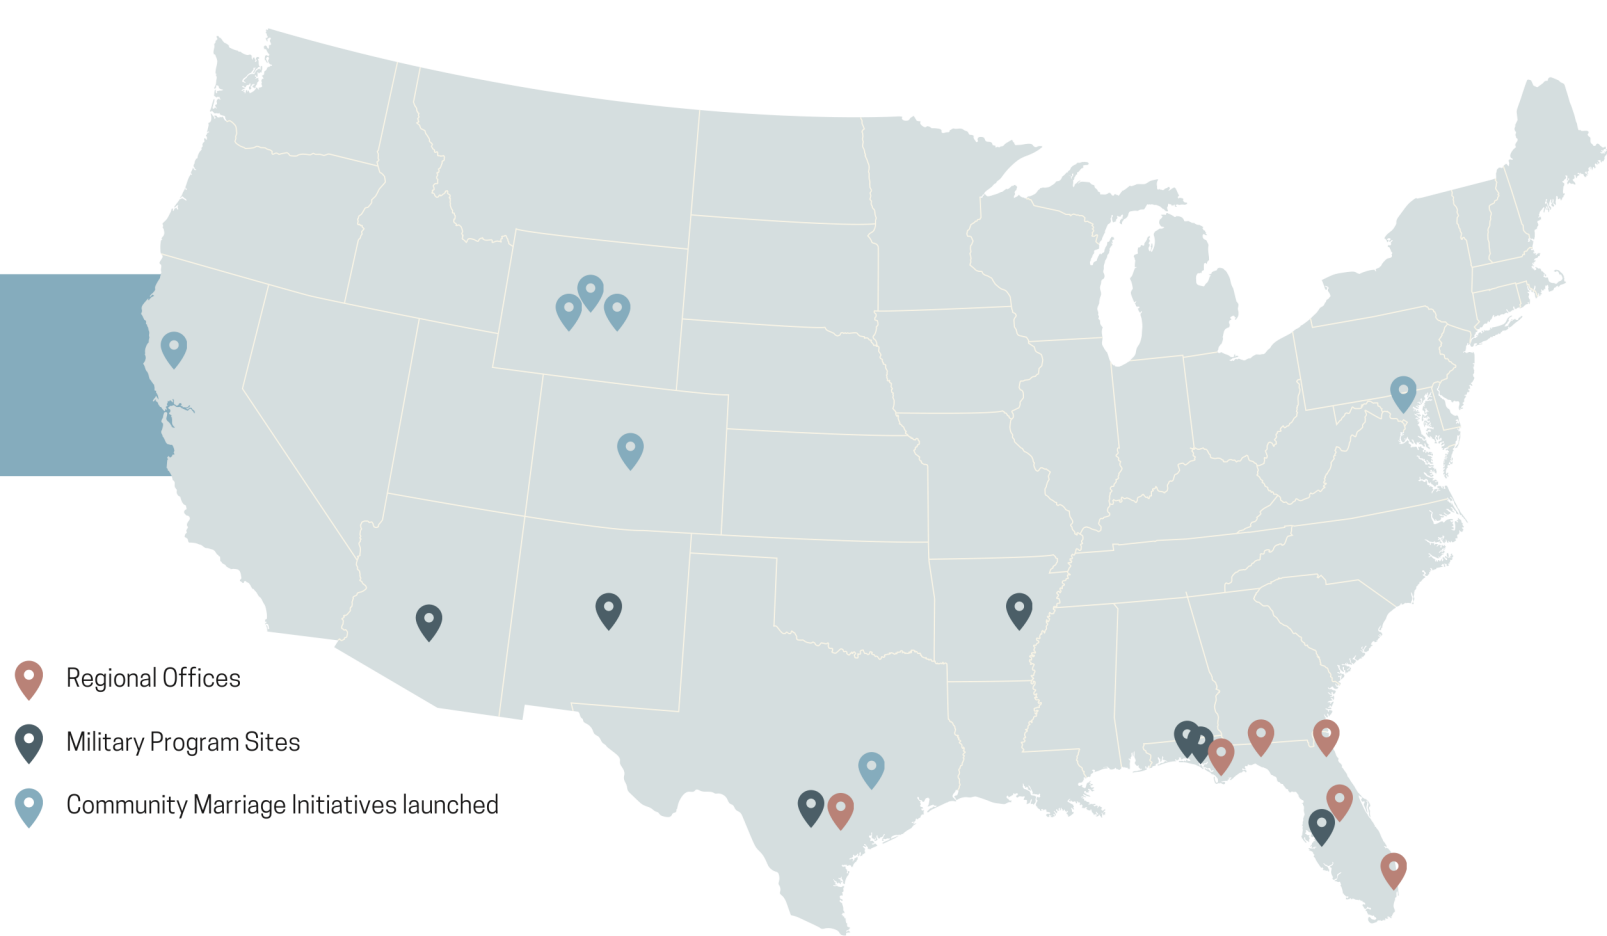 Regional Offices
Military Program Sites
Community Marriage Initiatives launched